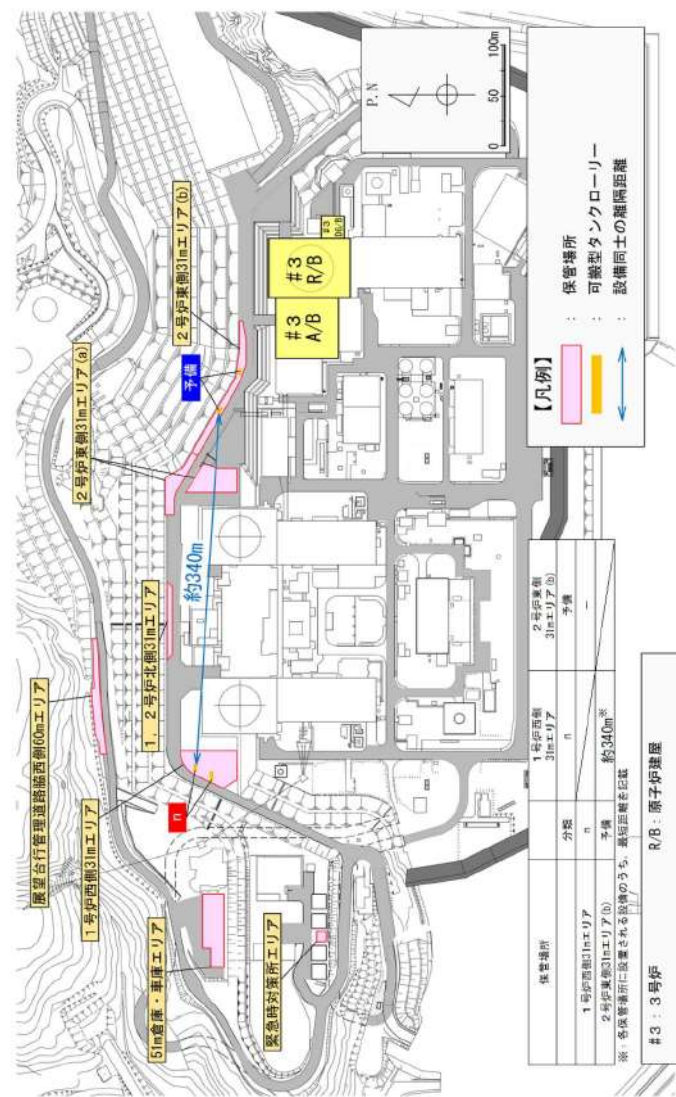 展望台行管理道路脇西側60mエリア
1号炉西側31mエリア
51m倉庫・車庫エリア
緊急時対策所エリア
1, 2号炉北側31mエリア
2号炉東側31mエリア(a)
2号炉東側31mエリア(b)
予備
n
約340m
#3
R/B
#3
A/B
#3
DG/B
P.N
0 50 100m
【凡例】
: 保管場所
: 可搬型タンクローリー
: 設備同士の離隔距離
保管場所 1号炉西側31mエリア 2号炉東側31mエリア(b)
分類 n 予備
1号炉西側31mエリア n －
2号炉東側31mエリア(b) 予備 約340m※
※：各保管場所に設置される設備のうち、最短距離を記載
#3：3号炉 R/B：原子炉建屋